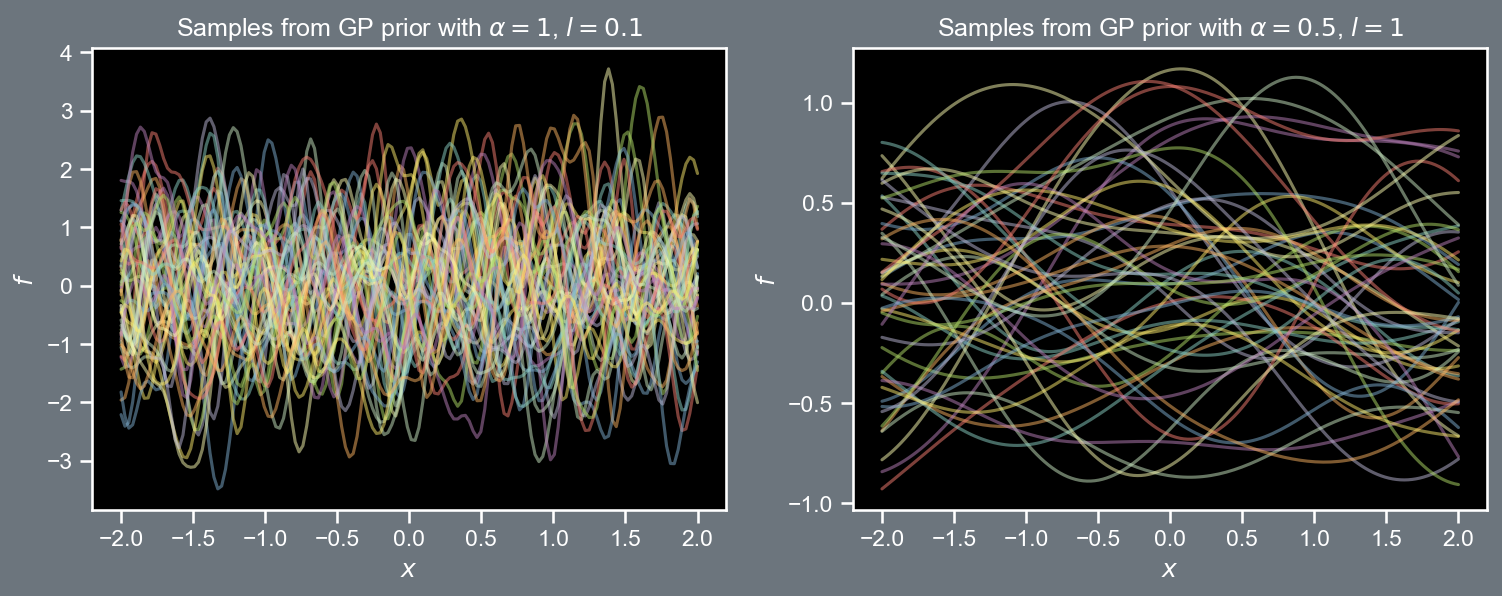 Samples from GP prior with α = 1, l = 0.1
4
3
2
1
0
−1
−2
−3
f
−2.0 −1.5 −1.0 −0.5 0.0 0.5 1.0 1.5 2.0
x
Samples from GP prior with α = 0.5, l = 1
1.0
0.5
0.0
−0.5
−1.0
f
−2.0 −1.5 −1.0 −0.5 0.0 0.5 1.0 1.5 2.0
x